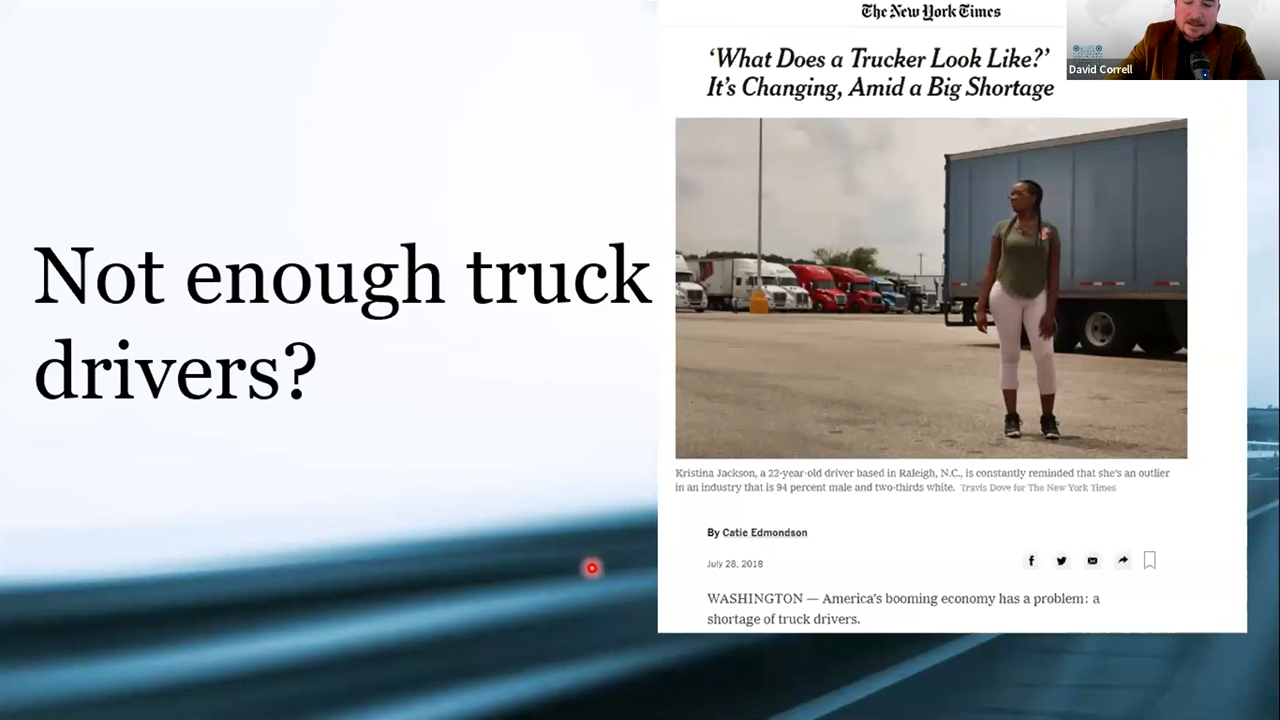 Not enough truck
drivers?
The New York Times
‘What Does a Trucker Look Like?’
It’s Changing, Amid a Big Shortage
David Correll
Kristina Jackson, a 22-year-old driver based in Raleigh, N.C., is constantly reminded that she’s an outlier
in an industry that is 94 percent male and two-thirds white. Travis Dove for The New York Times
By Catie Edmondson
July 28, 2018
WASHINGTON — America’s booming economy has a problem: a
shortage of truck drivers.